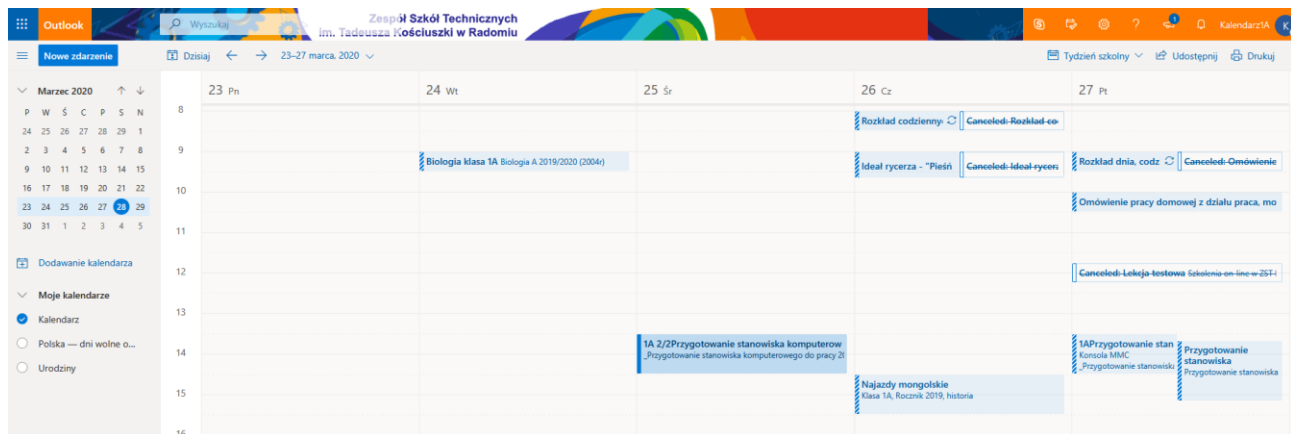 Outlook
Wyszukaj
Zespół Szkół Technicznych
im. Tadeusza Kościuszki w Radomiu
1
Kalendarz1A
K
Nowe zdarzenie
Dzisiaj
23–27 marca, 2020
Tydzień szkolny
Udostępnij
Drukuj
Marzec 2020
P W Ś C P S N
24 25 26 27 28 29 1
2 3 4 5 6 7 8
9 10 11 12 13 14 15
16 17 18 19 20 21 22
23 24 25 26 27 28 29
30 31 1 2 3 4 5
Dodawanie kalendarza
Moje kalendarze
Kalendarz
Polska — dni wolne o...
Urodziny
23 Pn 24 Wt 25 Śr 26 Cz 27 Pt
8
Rozkład codzienny Canceled: Rozkład co
9
Biologia klasa 1A Biologia A 2019/2020 (2004r)
Ideał rycerza - "Pieśń Canceled: Ideał rycerz
Rozkład dnia, codz Canceled: Omówienie
10
Omówienie pracy domowej z działu praca, mo
11
12
Canceled: Lekcja testowa Szkolenia on-line w ZST-I
13
14
1A 2/2Przygotowanie stanowiska komputerow
_Przygotowanie stanowiska komputerowego do pracy 20
1APrzygotowanie stan
Konsola MMC
_Przygotowanie stanowiska
Przygotowanie
stanowiska
Przygotowanie stanowiska
15
Najazdy mongolskie
Klasa 1A, Rocznik 2019, historia
16